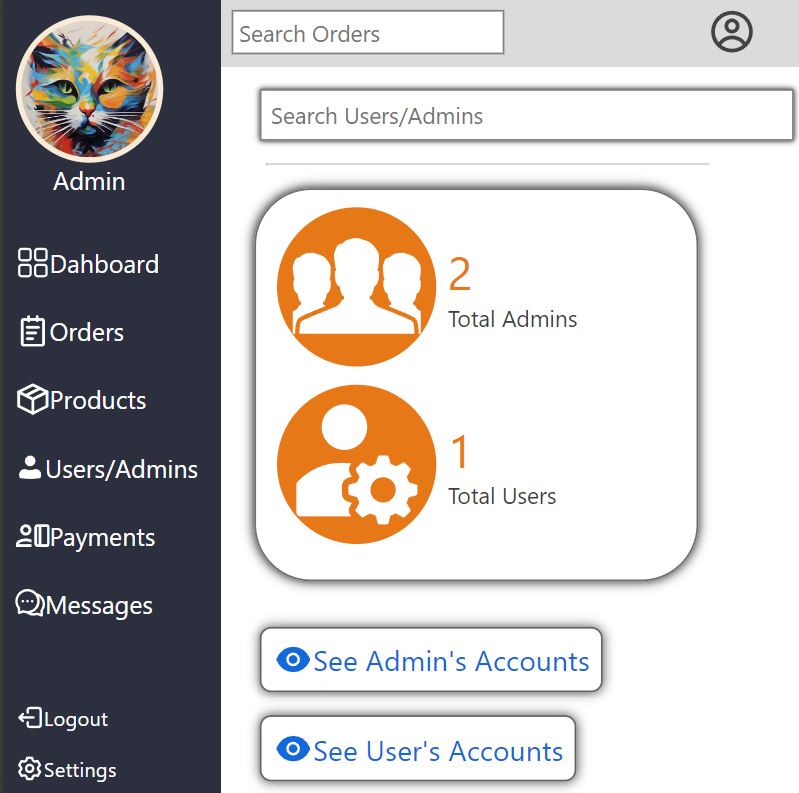 Admin
Dahboard
Orders
Products
Users/Admins
Payments
Messages
Logout
Settings
Search Orders
Search Users/Admins
2
Total Admins
1
Total Users
See Admin's Accounts
See User's Accounts